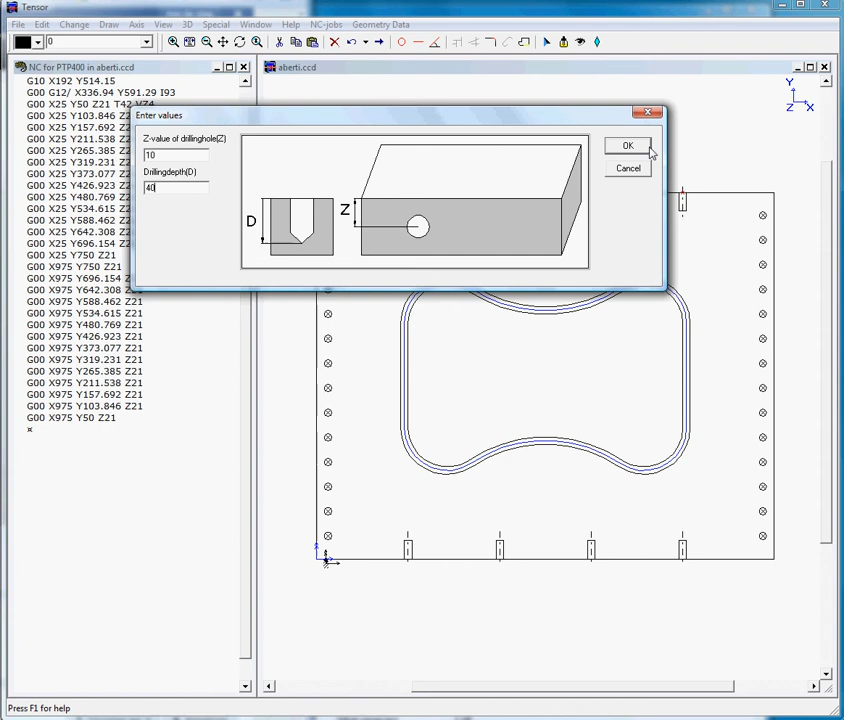 Tensor
File Edit Change Draw Axis View 3D Special Window Help NC-jobs Geometry Data
0
NC for PTP400 in aberti.ccd
aberti.ccd
G10 X192 Y514.15
G00 G12/ X336.94 Y591.29 I93
G00 X25 Y50 Z21 T42 VZ4
G00 X25 Y103.846
G00 X25 Y157.692
G00 X25 Y211.538
G00 X25 Y265.385
G00 X25 Y319.231
G00 X25 Y373.077
G00 X25 Y426.923
G00 X25 Y480.769
G00 X25 Y534.615
G00 X25 Y588.462
G00 X25 Y642.308
G00 X25 Y696.154
G00 X25 Y750 Z21
G00 X975 Y750 Z21
G00 X975 Y696.154
G00 X975 Y642.308 Z21
G00 X975 Y588.462 Z21
G00 X975 Y534.615 Z21
G00 X975 Y480.769 Z21
G00 X975 Y426.923 Z21
G00 X975 Y373.077 Z21
G00 X975 Y319.231 Z21
G00 X975 Y265.385 Z21
G00 X975 Y211.538 Z21
G00 X975 Y157.692 Z21
G00 X975 Y103.846 Z21
G00 X975 Y50 Z21
¤
Enter values
Z-value of drillinghole(Z)
10
Drillingdepth(D)
40
D
Z
OK
Cancel
Y
Z X
Press F1 for help